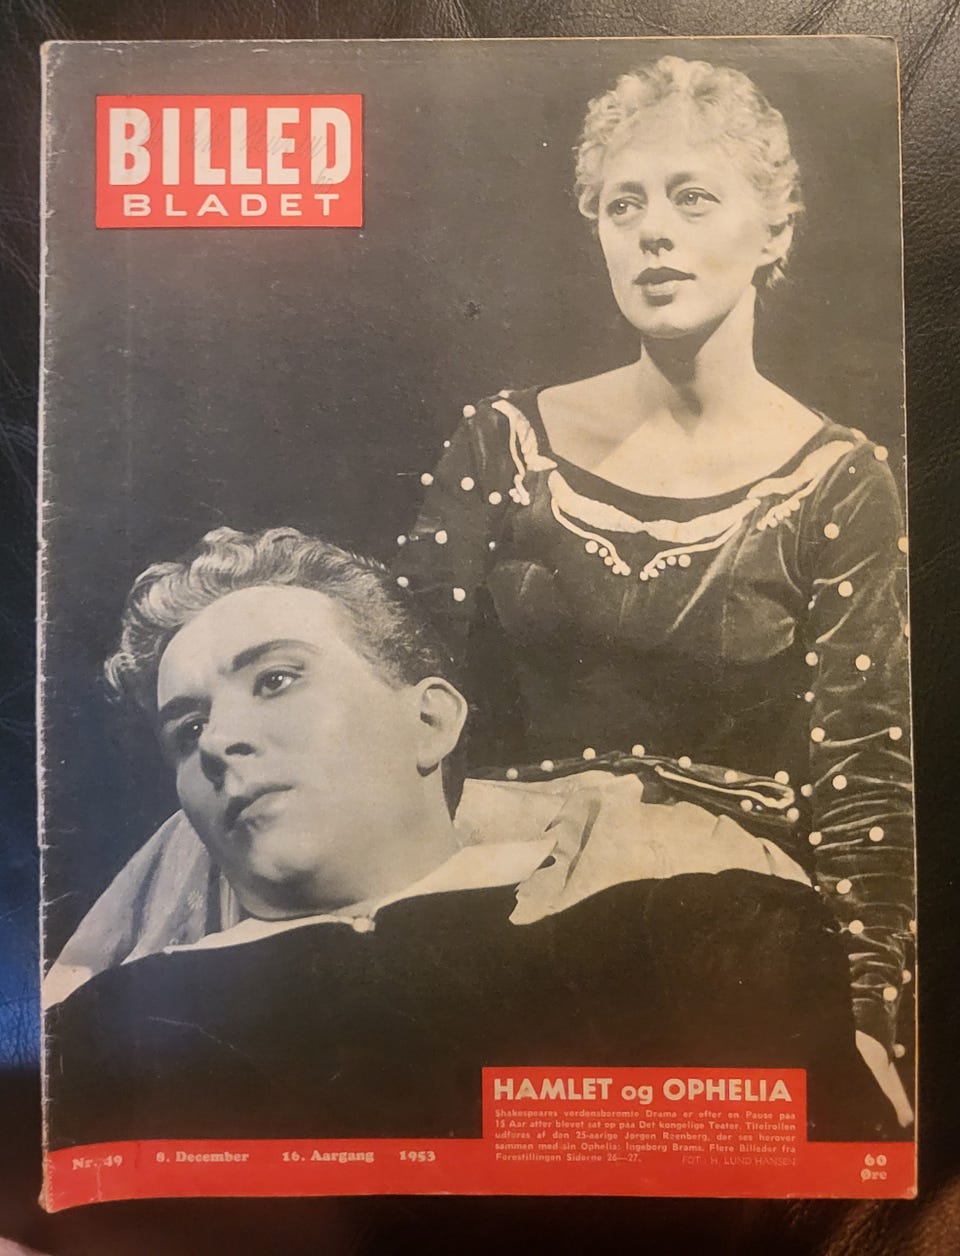 BILLED
BLADET
HAMLET og OPHELIA
Shakespeares verdensberømte Drama er efter en Pause paa
15 Aar atter blevet sat op paa Det kongelige Teater. Titelrollen
udføres af den 25-aarige Jørgen Reenberg, der ses herover
sammen med sin Ophelia: Ingeborg Brams. Flere Billeder fra
Forestillingen Siderne 26—27. FOT.: H. LUND HANSEN
Nr. 49 8. December 16. Aargang 1953
60
Øre